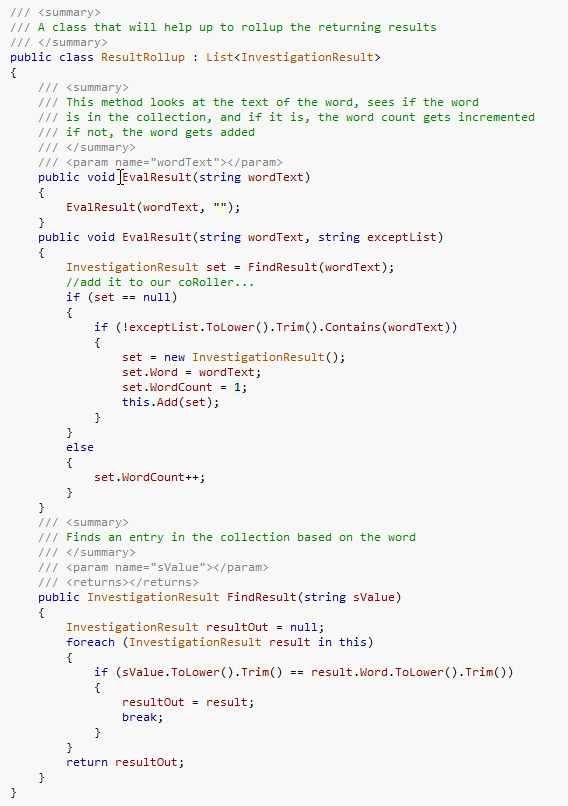 /// <summary>
/// A class that will help up to rollup the returning results
/// </summary>
public class ResultRollup : List<InvestigationResult>
{
    /// <summary>
    /// This method looks at the text of the word, sees if the word
    /// is in the collection, and if it is, the word count gets incremented
    /// if not, the word gets added
    /// </summary>
    /// <param name="wordText"></param>
    public void EvalResult(string wordText)
    {
        EvalResult(wordText, "");
    }
    public void EvalResult(string wordText, string exceptList)
    {
        InvestigationResult set = FindResult(wordText);
        //add it to our coRoller...
        if (set == null)
        {
            if (!exceptList.ToLower().Trim().Contains(wordText))
            {
                set = new InvestigationResult();
                set.Word = wordText;
                set.WordCount = 1;
                this.Add(set);
            }
        }
        else
        {
            set.WordCount++;
        }
    }
    /// <summary>
    /// Finds an entry in the collection based on the word
    /// </summary>
    /// <param name="sValue"></param>
    /// <returns></returns>
    public InvestigationResult FindResult(string sValue)
    {
        InvestigationResult resultOut = null;
        foreach (InvestigationResult result in this)
        {
            if (sValue.ToLower().Trim() == result.Word.ToLower().Trim())
            {
                resultOut = result;
                break;
            }
        }
        return resultOut;
    }
}